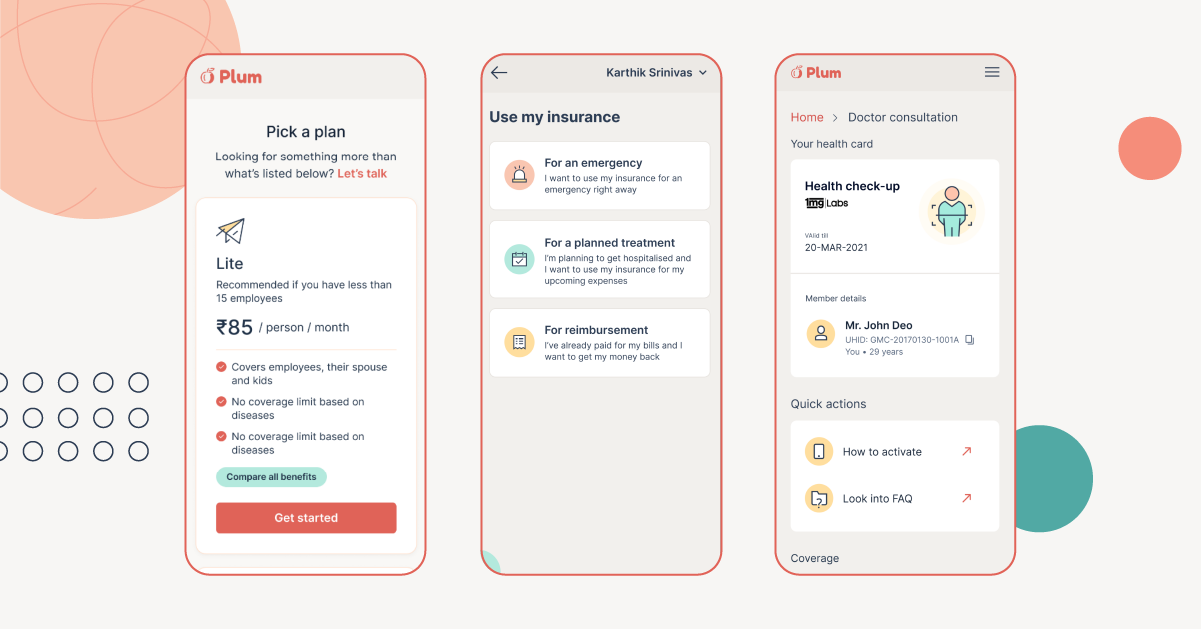 Plum
Pick a plan
Looking for something more than
what's listed below? Let's talk
Lite
Recommended if you have less than
15 employees
₹85 / person / month
Covers employees, their spouse
and kids
No coverage limit based on
diseases
No coverage limit based on
diseases
Compare all benefits
Get started
Karthik Srinivas
Use my insurance
For an emergency
I want to use my insurance for an
emergency right away
For a planned treatment
I'm planning to get hospitalised and
I want to use my insurance for my
upcoming expenses
For reimbursement
I've already paid for my bills and I
want to get my money back
Plum
Home > Doctor consultation
Your health card
Health check-up
1mg Labs
VAlid till
20-MAR-2021
Member details
Mr. John Deo
UHID: GMC-20170130-1001A
You • 29 years
Quick actions
How to activate
Look into FAQ
Coverage